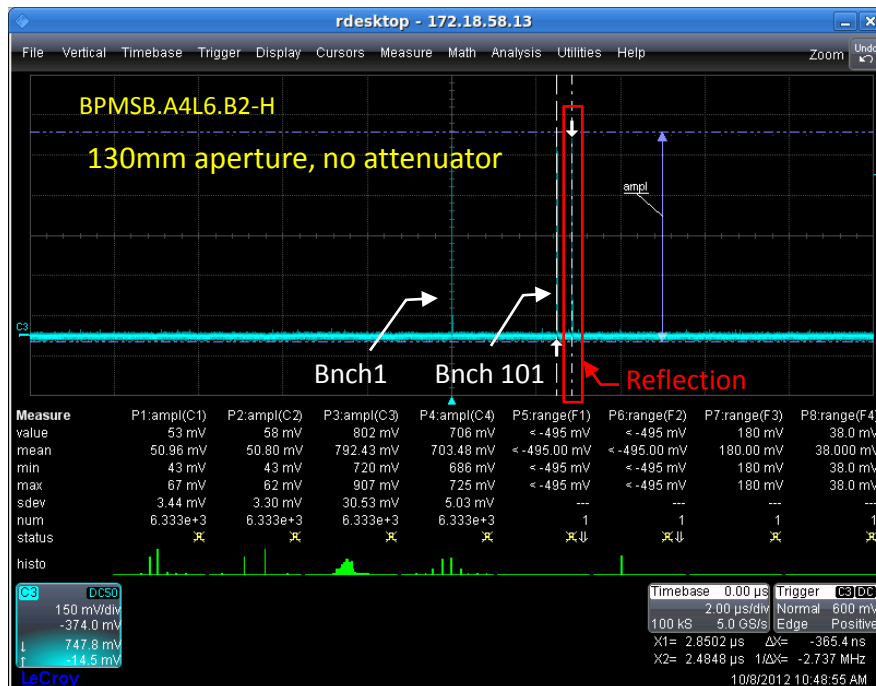 rdesktop - 172.18.58.13
File Vertical Timebase Trigger Display Cursors Measure Math Analysis Utilities Help Zoom Undo
BPMSB.A4L6.B2-H
130mm aperture, no attenuator
ampl
C3
Bnch1 Bnch 101 Reflection
Measure P1:ampl(C1) P2:ampl(C2) P3:ampl(C3) P4:ampl(C4) P5:range(F1) P6:range(F2) P7:range(F3) P8:range(F4
value 53 mV 58 mV 802 mV 706 mV < -495 mV < -495 mV 180 mV 38.0 mV
mean 50.96 mV 50.80 mV 792.43 mV 703.48 mV < -495.00 mV < -495.00 mV 180.00 mV 38.000 mV
min 43 mV 43 mV 720 mV 686 mV < -495 mV < -495 mV 180 mV 38.0 mV
max 67 mV 62 mV 907 mV 725 mV < -495 mV < -495 mV 180 mV 38.0 mV
sdev 3.44 mV 3.30 mV 30.53 mV 5.03 mV --- --- --- ---
num 6.333e+3 6.333e+3 6.333e+3 6.333e+3 1 1 1 1
status
histo
C3 DC50
150 mV/div
-374.0 mV
↓ 747.8 mV
↑ -14.5 mV
LeCroy
Timebase 0.00 µs
2.00 µs/div
100 kS 5.0 GS/s
Trigger C3 DC
Normal 600 mV
Edge Positive
X1= 2.8502 µs ΔX= -365.4 ns
X2= 2.4848 µs 1/ΔX= -2.737 MHz
10/8/2012 10:48:55 AM